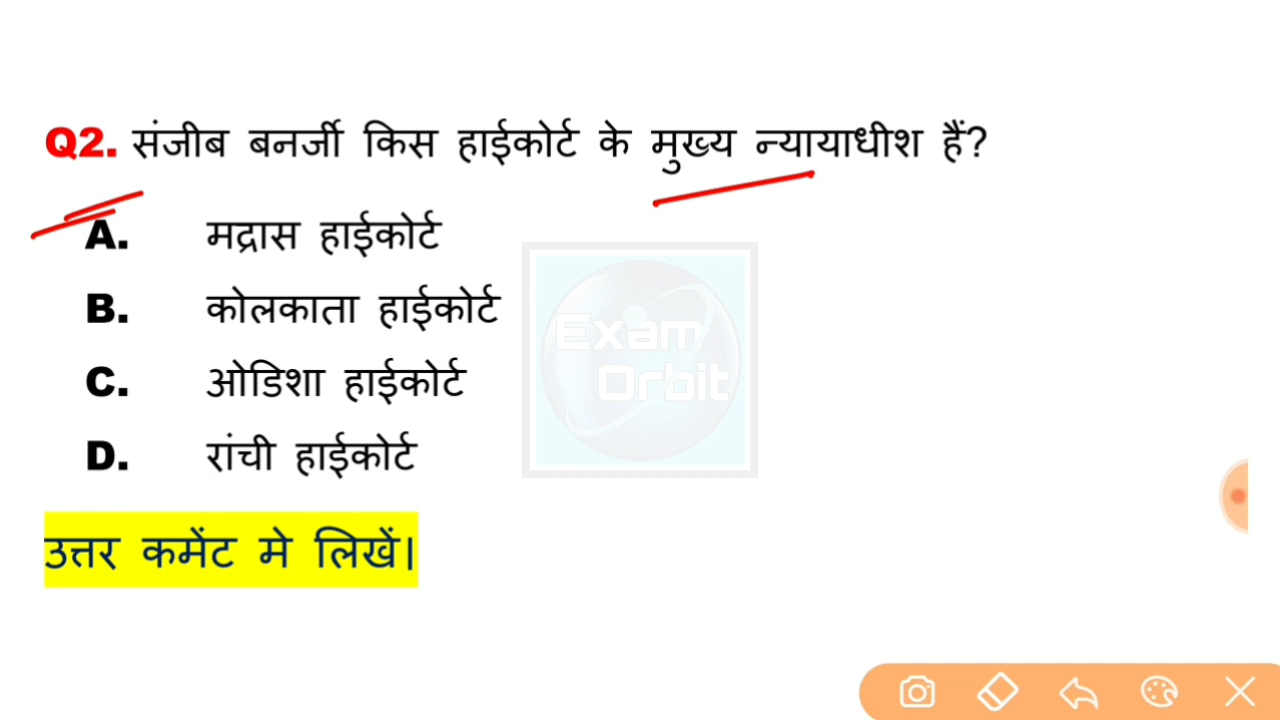 Q2. संजीब बनर्जी किस हाईकोर्ट के मुख्य न्यायाधीश हैं?
A. मद्रास हाईकोर्ट
B. कोलकाता हाईकोर्ट
Exam
Orbit
C. ओडिशा हाईकोर्ट
D. रांची हाईकोर्ट
उत्तर कमेंट मे लिखें।